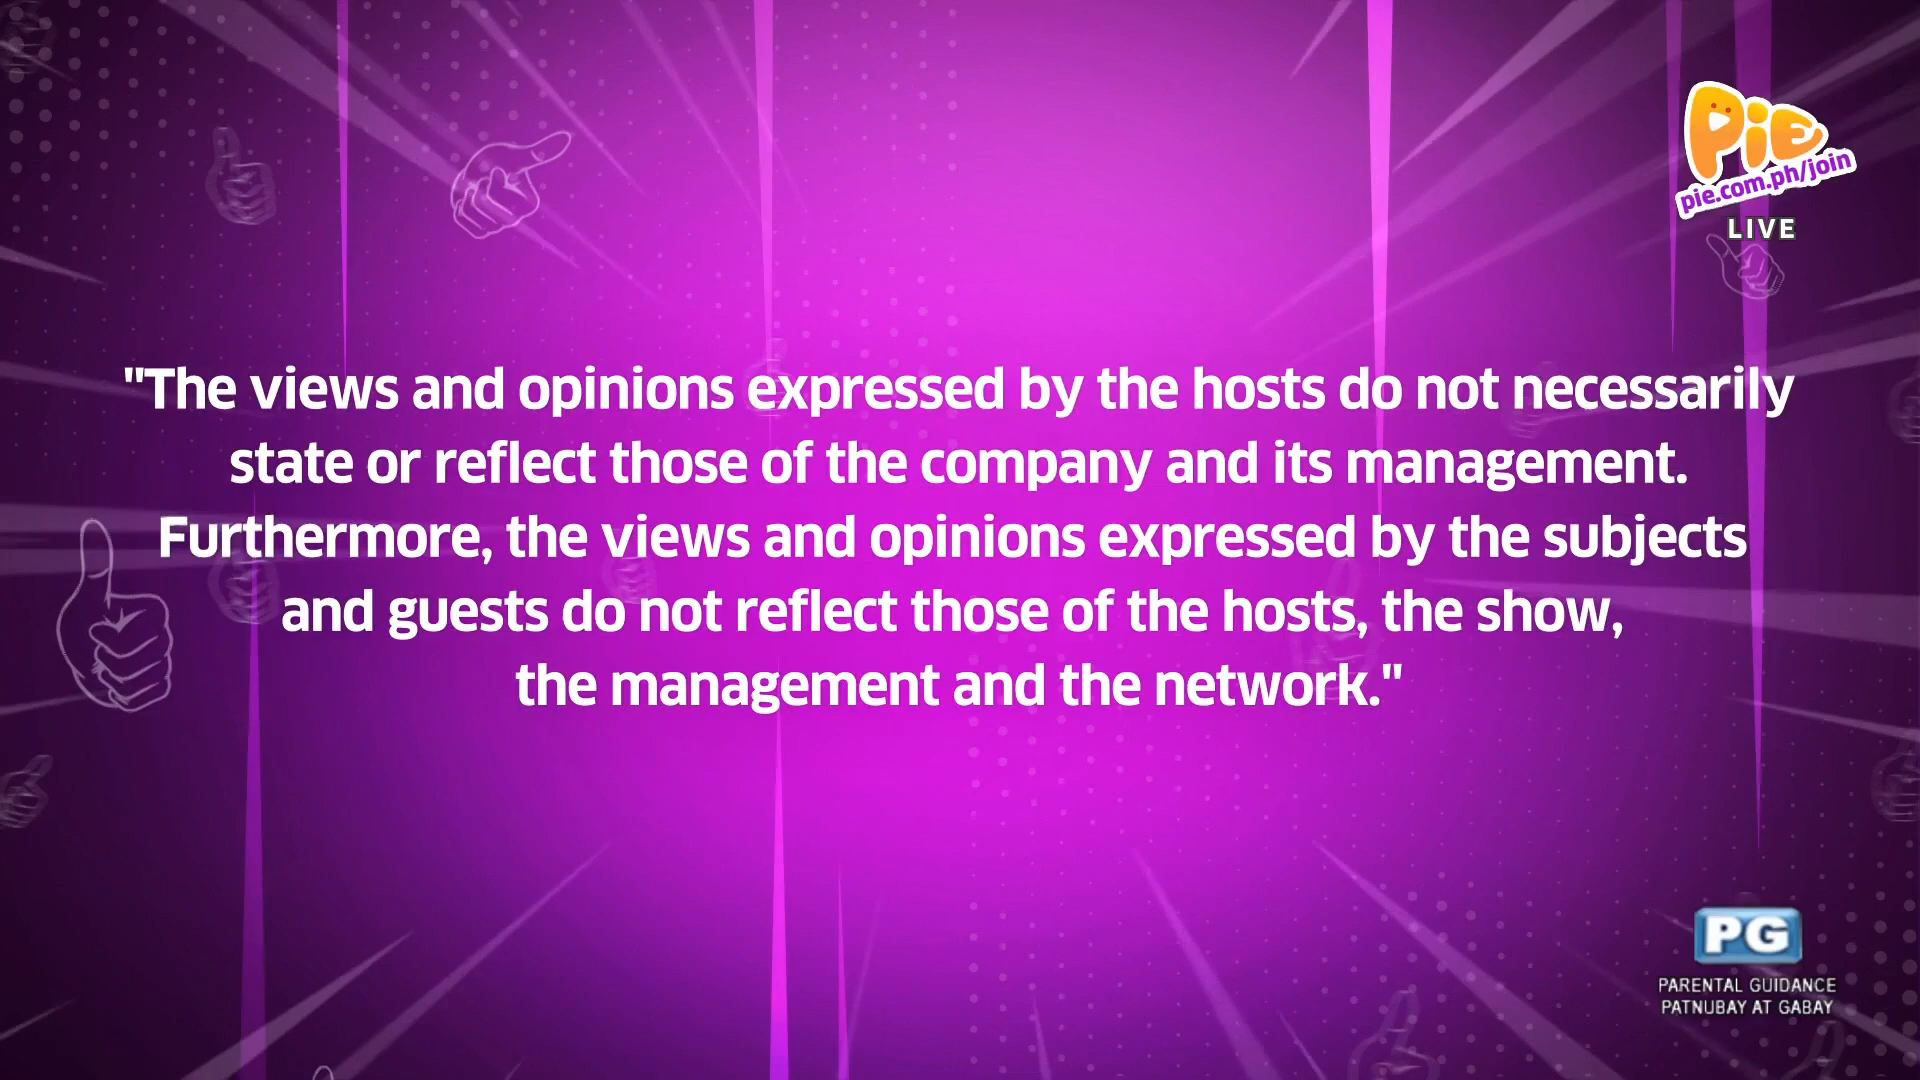 PiE
pie.com.ph/join
LIVE
"The views and opinions expressed by the hosts do not necessarily
state or reflect those of the company and its management.
Furthermore, the views and opinions expressed by the subjects
and guests do not reflect those of the hosts, the show,
the management and the network."
PG
PARENTAL GUIDANCE
PATNUBAY AT GABAY